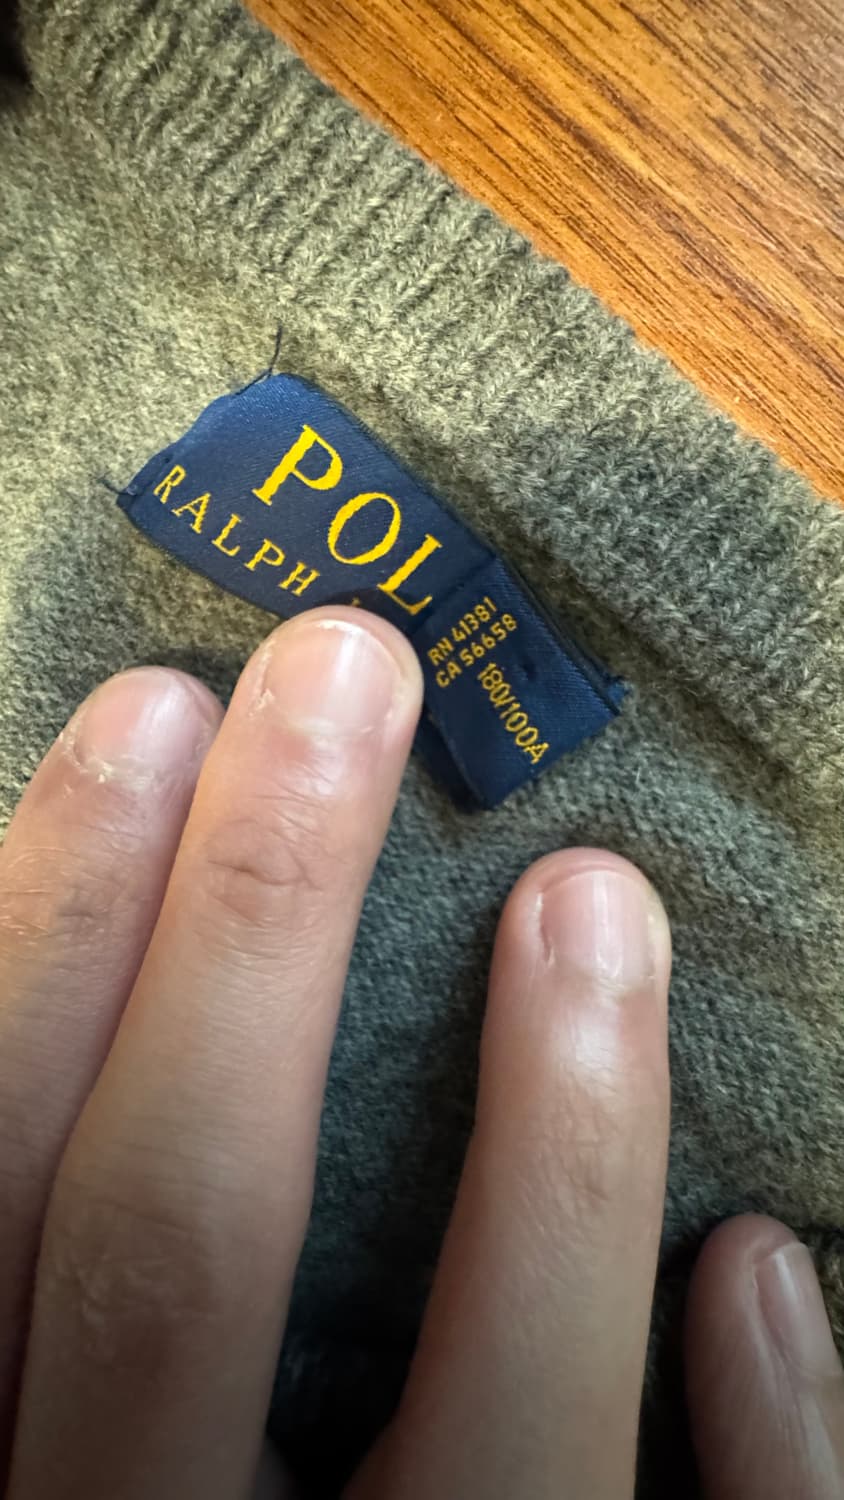 POL
RALPH
RN 41381
CA 56658
180/100A